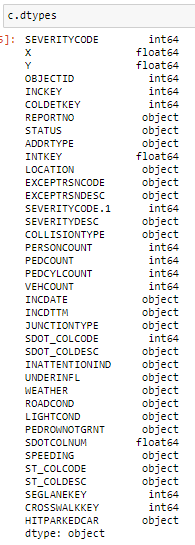 c.dtypes
5]: SEVERITYCODE int64
X float64
Y float64
OBJECTID int64
INCKEY int64
COLDETKEY int64
REPORTNO object
STATUS object
ADDRTYPE object
INTKEY float64
LOCATION object
EXCEPTRSNCODE object
EXCEPTRSNDESC object
SEVERITYCODE.1 int64
SEVERITYDESC object
COLLISIONTYPE object
PERSONCOUNT int64
PEDCOUNT int64
PEDCYLCOUNT int64
VEHCOUNT int64
INCDATE object
INCDTTM object
JUNCTIONTYPE object
SDOT_COLCODE int64
SDOT_COLDESC object
INATTENTIONIND object
UNDERINFL object
WEATHER object
ROADCOND object
LIGHTCOND object
PEDROWNOTGRNT object
SDOTCOLNUM float64
SPEEDING object
ST_COLCODE object
ST_COLDESC object
SEGLANEKEY int64
CROSSWALKKEY int64
HITPARKEDCAR object
dtype: object